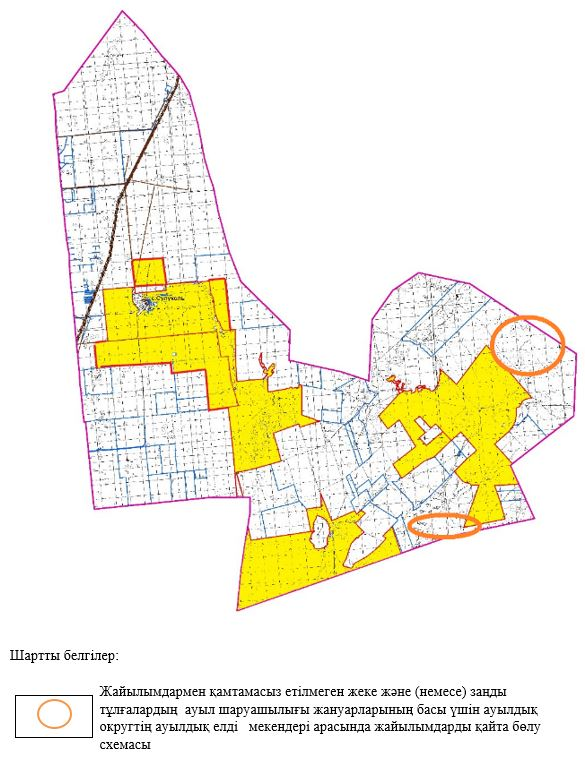 Шартты белгілер:
Жайылымдармен қамтамасыз етілмеген жеке және (немесе) заңды
тұлғалардың ауыл шаруашылығы жануарларының басы үшін ауылдық
округтің ауылдық елді мекендері арасында жайылымдарды қайта бөлу
схемасы